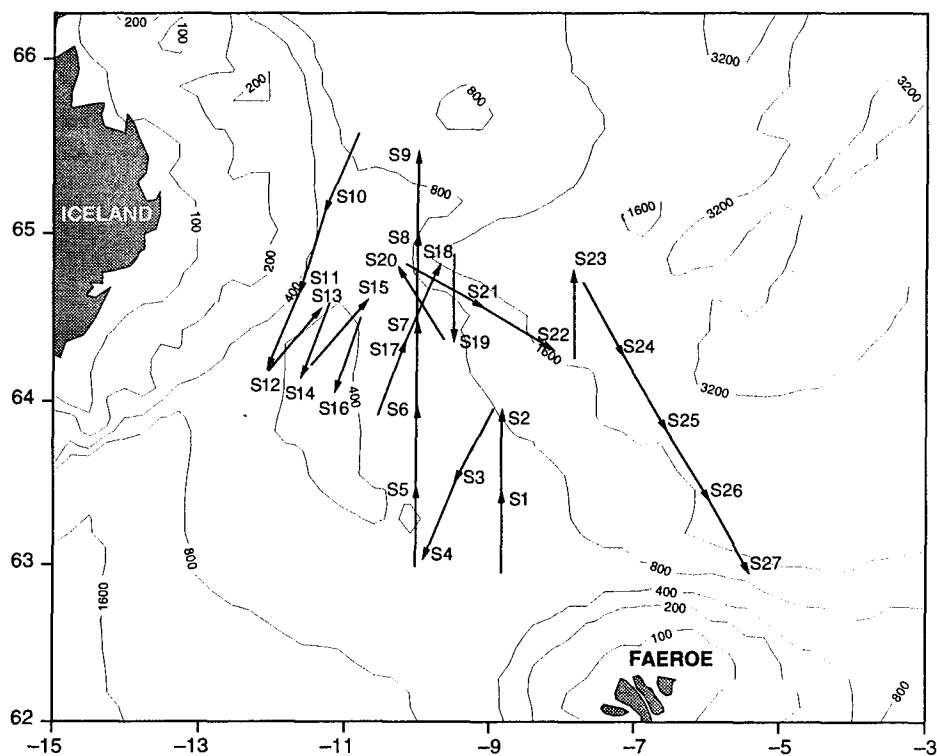 66
65
64
63
62
-15
-13
-11
-9
-7
-5
-3
200
100
3200
3200
200
800
S9
800
S10
ICELAND
100
1600
3200
200
S8
S18
S23
S20
400
S11
S13
S15
S21
S7
S19
S22
1600
S24
S17
S12
S14
S16
400
S6
S2
3200
S25
S3
S5
S1
S26
S4
S27
800
1600
800
400
200
100
FAEROE
800